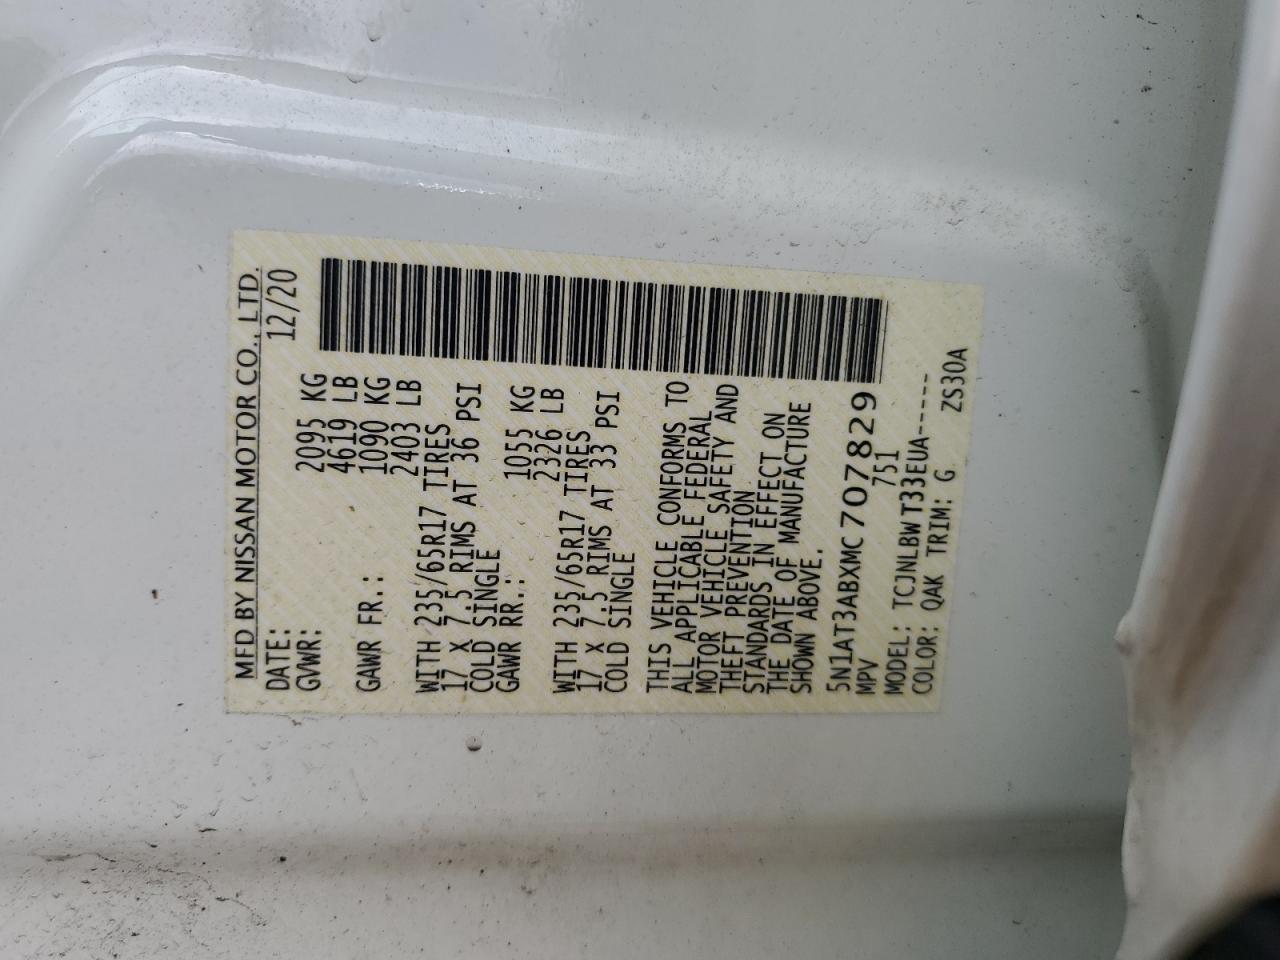 MFD BY NISSAN MOTOR CO., LTD.
DATE: 12/20
GVWR: 2095 KG
4619 LB
GAWR FR.: 1090 KG
2403 LB
WITH 235/65R17 TIRES
17 X 7.5 RIMS AT 36 PSI
COLD SINGLE
GAWR RR.: 1055 KG
2326 LB
WITH 235/65R17 TIRES
17 X 7.5 RIMS AT 33 PSI
COLD SINGLE
THIS VEHICLE CONFORMS TO
ALL APPLICABLE FEDERAL
MOTOR VEHICLE SAFETY AND
THEFT PREVENTION
STANDARDS IN EFFECT ON
THE DATE OF MANUFACTURE
SHOWN ABOVE.
5N1AT3ABXMC707829
MPV 751
MODEL: TCJNLBWT33EUA-----
COLOR: QAK TRIM: G ZS30A